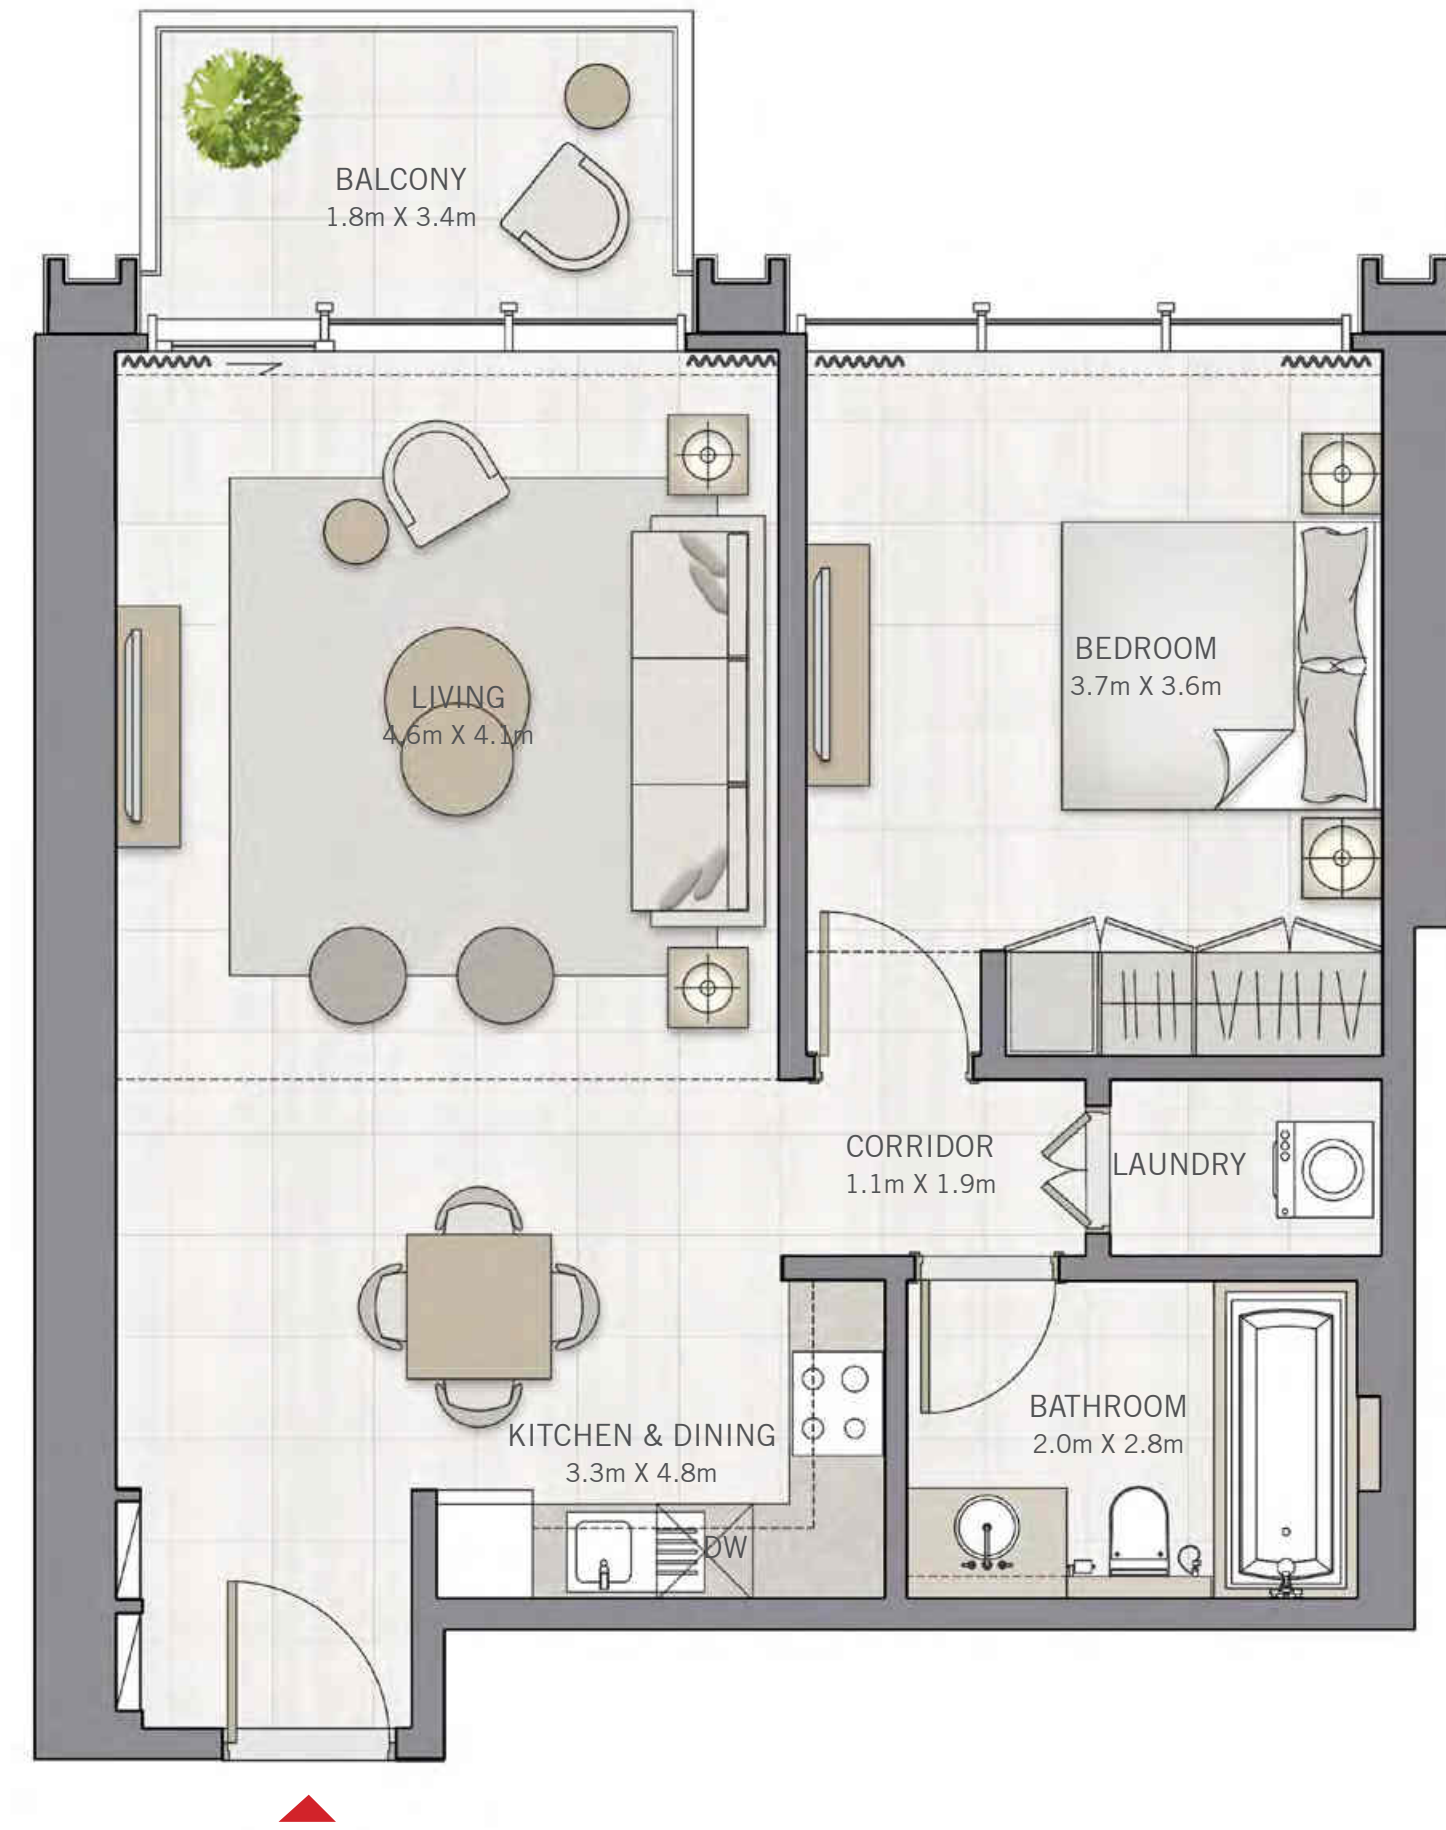 BALCONY
1.8m X 3.4m
LIVING
4.6m X 4.1m
BEDROOM
3.7m X 3.6m
CORRIDOR
1.1m X 1.9m
LAUNDRY
KITCHEN & DINING
3.3m X 4.8m
BATHROOM
2.0m X 2.8m
DW